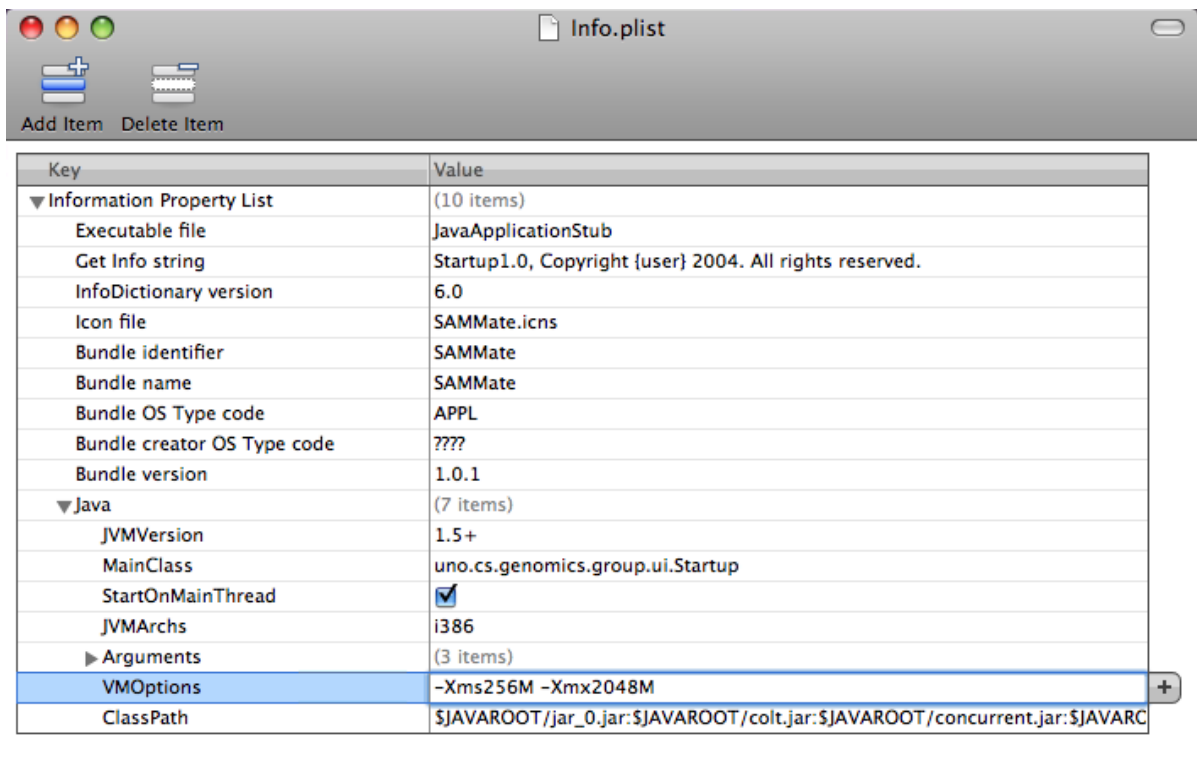 Info.plist
Add Item Delete Item
Key Value
Information Property List (10 items)
Executable file JavaApplicationStub
Get Info string Startup1.0, Copyright {user} 2004. All rights reserved.
InfoDictionary version 6.0
Icon file SAMMate.icns
Bundle identifier SAMMate
Bundle name SAMMate
Bundle OS Type code APPL
Bundle creator OS Type code ????
Bundle version 1.0.1
Java (7 items)
JVMVersion 1.5+
MainClass uno.cs.genomics.group.ui.Startup
StartOnMainThread
JVMArchs i386
Arguments (3 items)
VMOptions -Xms256M -Xmx2048M
ClassPath $JAVAROOT/jar_0.jar:$JAVAROOT/colt.jar:$JAVAROOT/concurrent.jar:$JAVARC